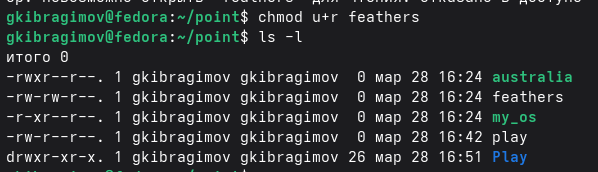 gkibragimov@fedora:~/point$ chmod u+r feathers
gkibragimov@fedora:~/point$ ls -l
итого 0
-rwxr--r--. 1 gkibragimov gkibragimov  0 мар 28 16:24 australia
-rw-rw-r--. 1 gkibragimov gkibragimov  0 мар 28 16:24 feathers
-r-xr--r--. 1 gkibragimov gkibragimov  0 мар 28 16:24 my_os
-rw-r--r--. 1 gkibragimov gkibragimov  0 мар 28 16:42 play
drwxr-xr-x. 1 gkibragimov gkibragimov 26 мар 28 16:51 Play